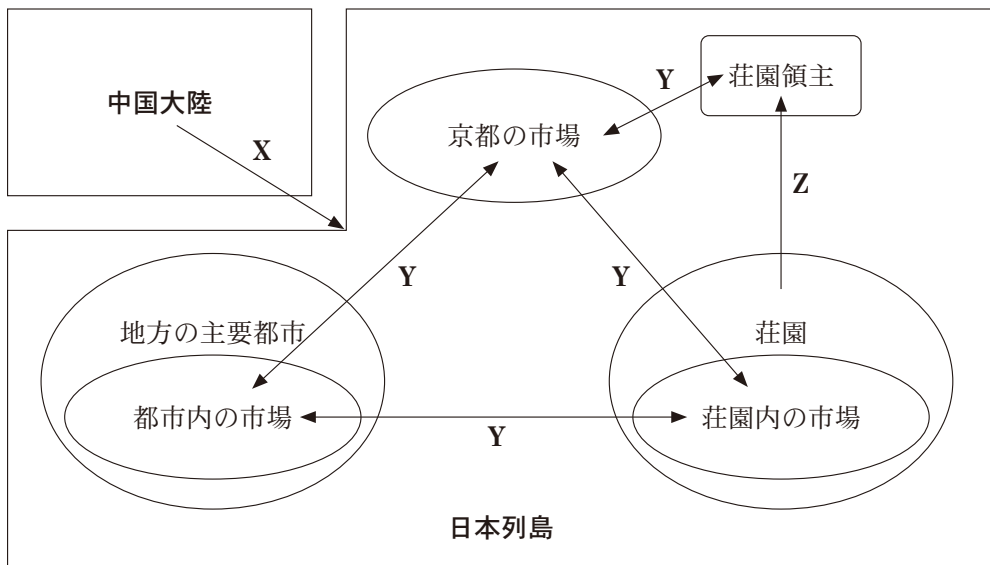 中国大陸
X
荘園領主
Y
京都の市場
Z
Y
Y
地方の主要都市
荘園
都市内の市場
荘園内の市場
Y
日本列島